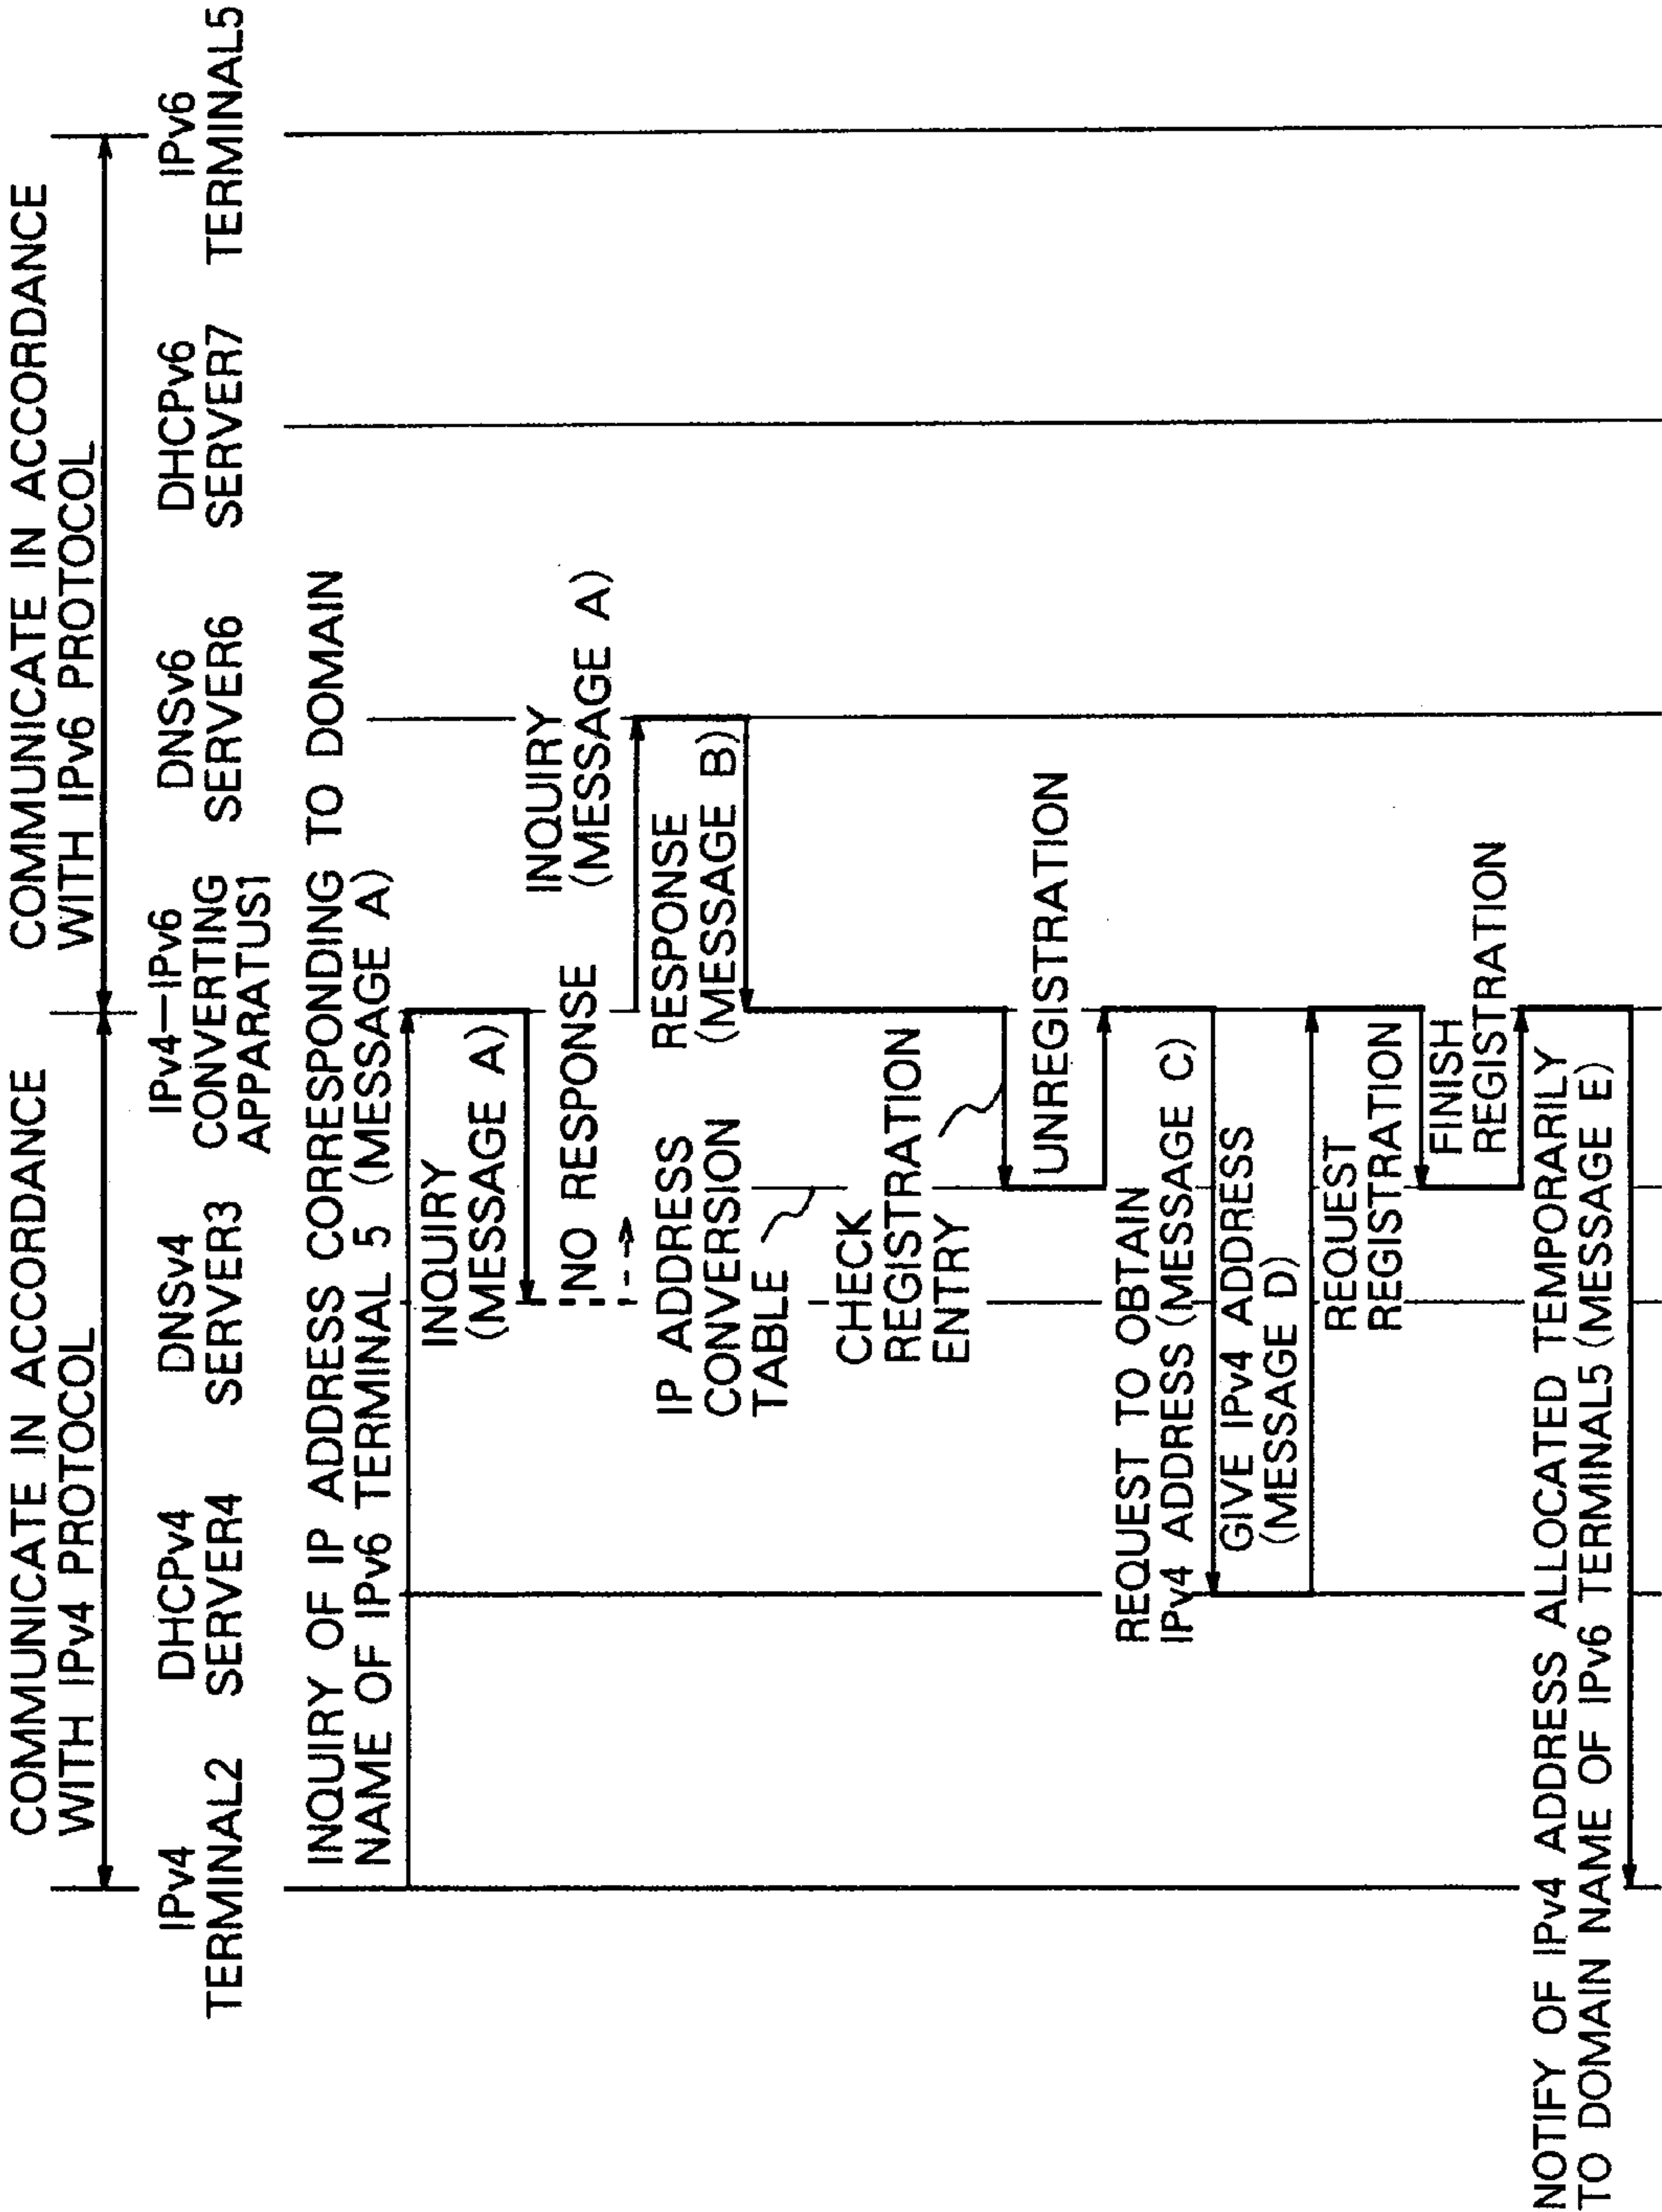 COMMUNICATE IN ACCORDANCE
WITH IPv4 PROTOCOL
COMMUNICATE IN ACCORDANCE
WITH IPv6 PROTOCOL
IPv4
TERMINAL2
DHCPv4
SERVER4
DNSv4
SERVER3
IPv4-IPv6
CONVERTING
APPARATUS1
DNSv6
SERVER6
DHCPv6
SERVER7
IPv6
TERMINAL5
INQUIRY OF IP ADDRESS CORRESPONDING TO DOMAIN
NAME OF IPv6 TERMINAL 5 (MESSAGE A)
INQUIRY
(MESSAGE A)
NO RESPONSE
INQUIRY
(MESSAGE A)
RESPONSE
(MESSAGE B)
IP ADDRESS
CONVERSION
TABLE
CHECK
REGISTRATION
ENTRY
UNREGISTRATION
REQUEST TO OBTAIN
IPv4 ADDRESS (MESSAGE C)
GIVE IPv4 ADDRESS
(MESSAGE D)
REQUEST
REGISTRATION
FINISH
REGISTRATION
NOTIFY OF IPv4 ADDRESS ALLOCATED TEMPORARILY
TO DOMAIN NAME OF IPv6 TERMINAL5 (MESSAGE E)